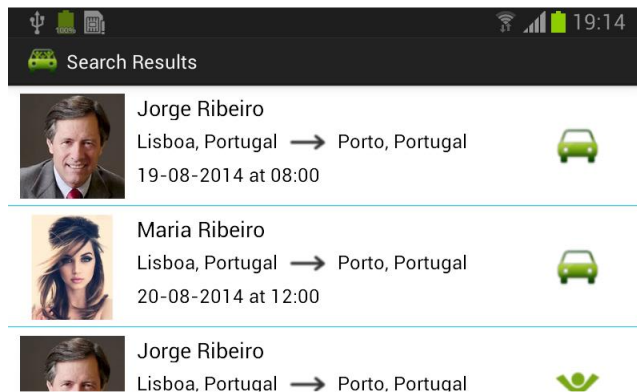 100%
19:14
Search Results
Jorge Ribeiro
Lisboa, Portugal → Porto, Portugal
19-08-2014 at 08:00
Maria Ribeiro
Lisboa, Portugal → Porto, Portugal
20-08-2014 at 12:00
Jorge Ribeiro
Lisboa, Portugal → Porto, Portugal